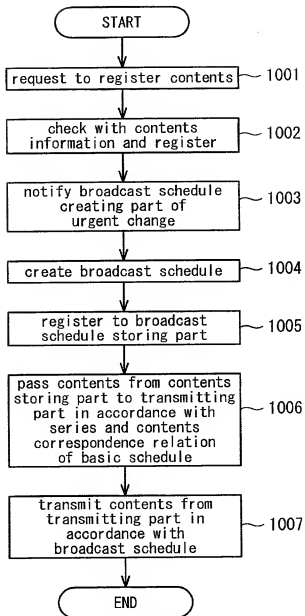 START
request to register contents
1001
check with contents
information and register
1002
notify broadcast schedule
creating part of
urgent change
1003
create broadcast schedule
1004
register to broadcast
schedule storing part
1005
pass contents from contents
storing part to transmitting
part in accordance with
series and contents
correspondence relation
of basic schedule
1006
transmit contents from
transmitting part in
accordance with
broadcast schedule
1007
END